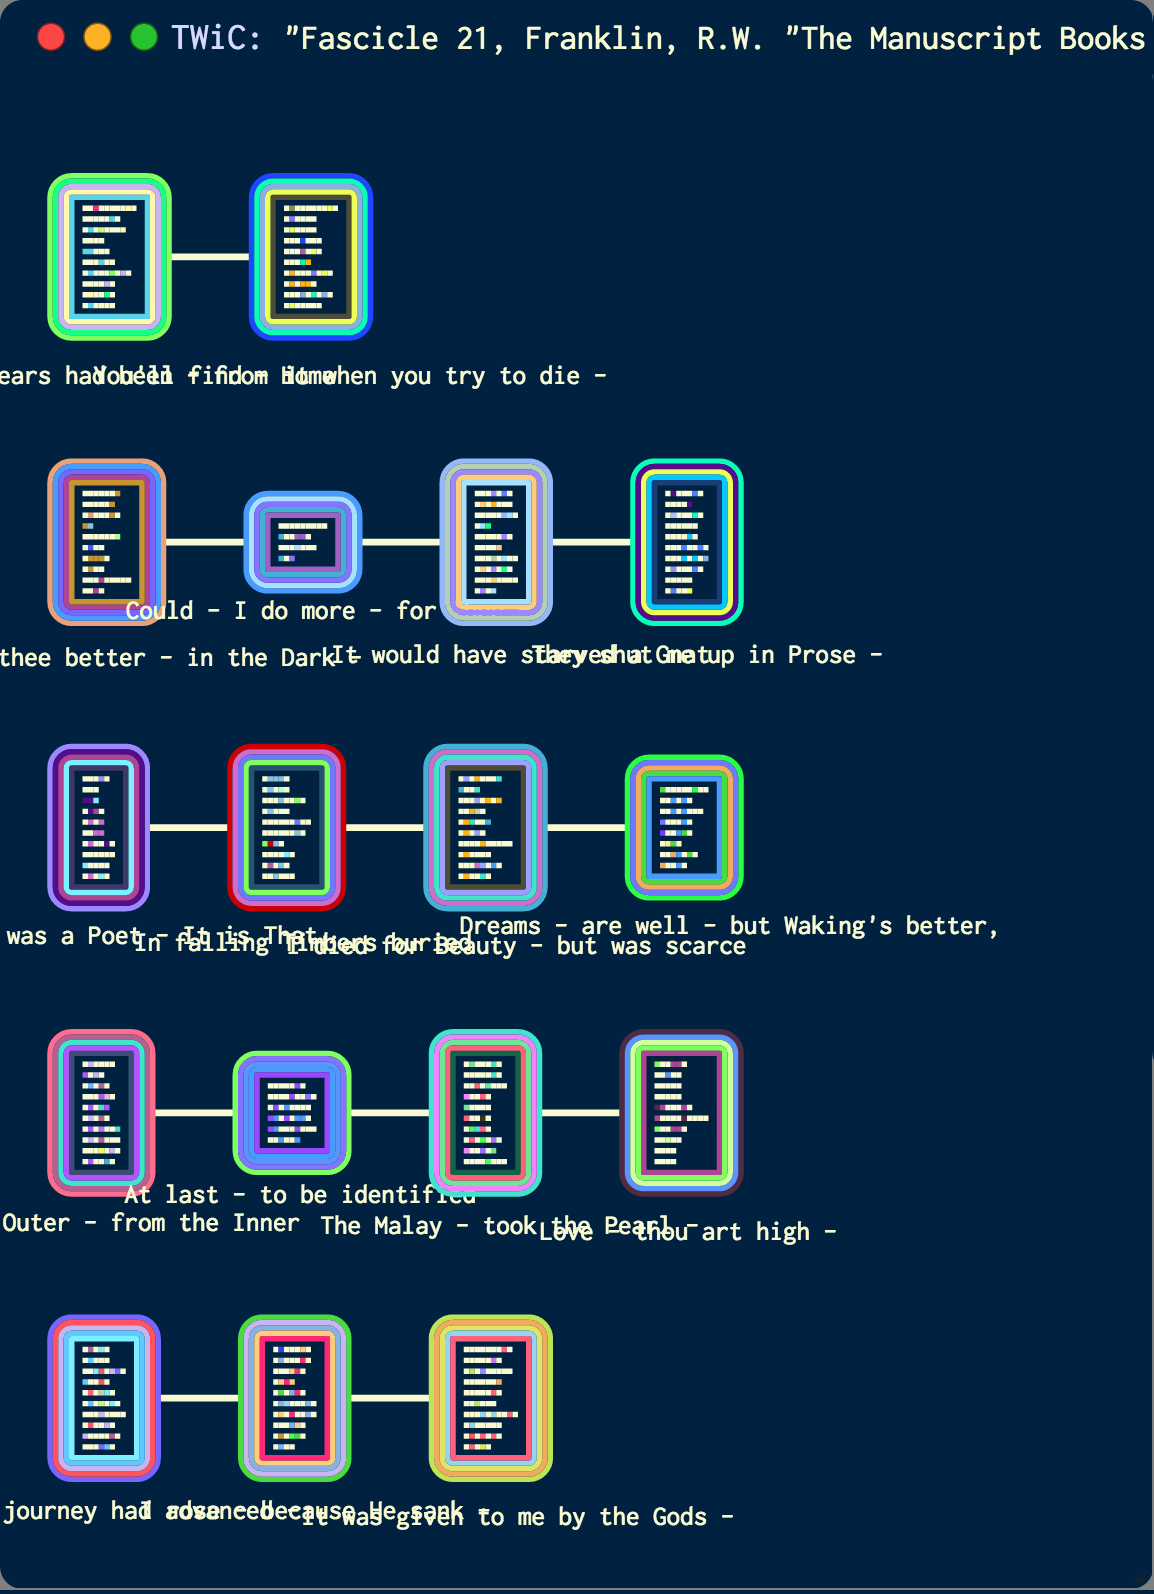 TWiC: "Fascicle 21, Franklin, R.W. "The Manuscript Books
ears had been - from Home
You'll find - it when you try to die -
Could - I do more - for
thee better - in the Dark -
It would have starved a Gnat
They shut me up in Prose -
was a Poet - It is That
In falling Timbers buried
I died for Beauty - but was scarce
Dreams - are well - but Waking's better,
At last - to be identified
Outer - from the Inner
The Malay - took the Pearl -
Love - thou art high -
journey had advanced -
I rose - because He sank -
It was given to me by the Gods -